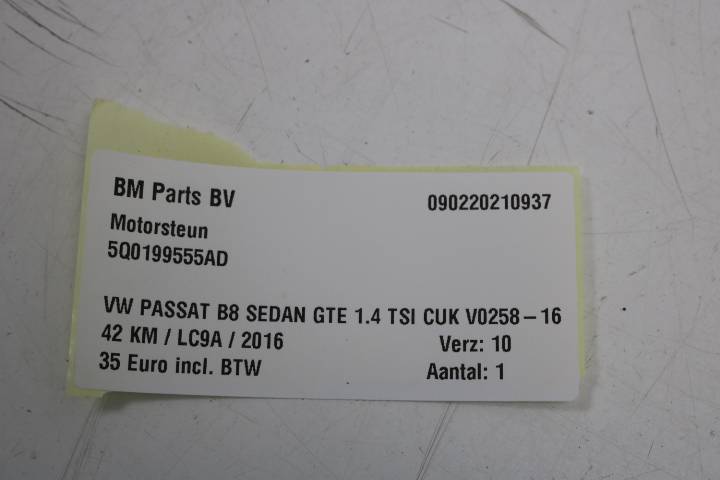 BM Parts BV 090220210937
Motorsteun
5Q0199555AD
VW PASSAT B8 SEDAN GTE 1.4 TSI CUK V0258-16
42 KM / LC9A / 2016 Verz: 10
35 Euro incl. BTW Aantal: 1